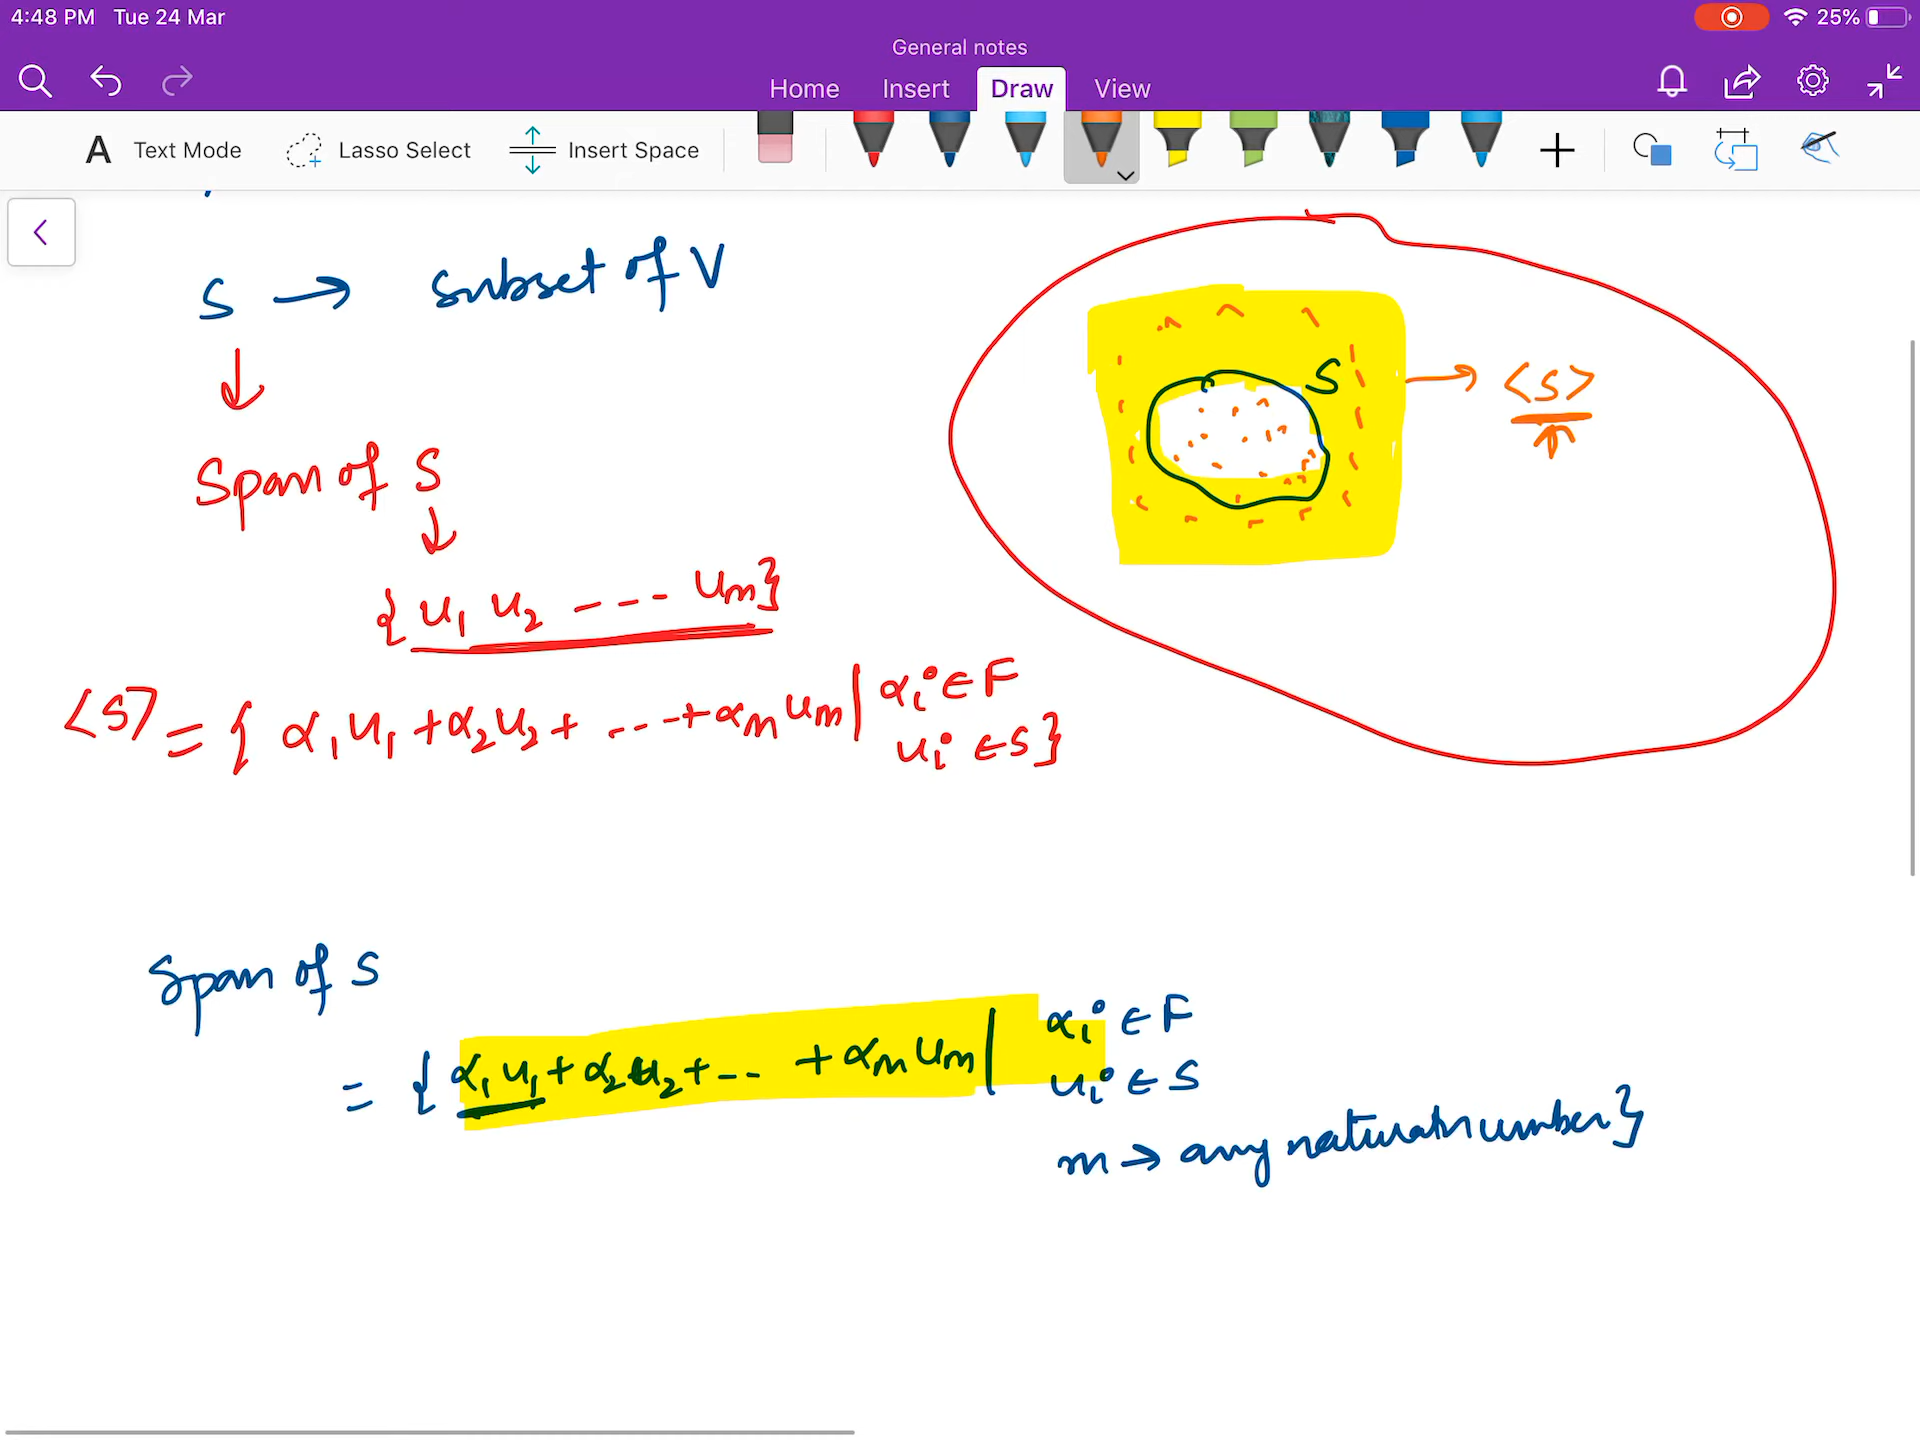 4:48 PM Tue 24 Mar
25%
General notes
Home Insert Draw View
A Text Mode Lasso Select Insert Space
S → subset of V
↓
Span of S
↓
{ u₁ u₂ ---- uₘ}
<S> = { α₁u₁ + α₂u₂ + ... + αₘuₘ | αᵢ ∈ F
uᵢ ∈ S }
S
→ <S>
↑
Span of S
= { α₁u₁ + α₂u₂ + -- + αₘuₘ | αᵢ ∈ F
uᵢ ∈ S
m → any natural number }